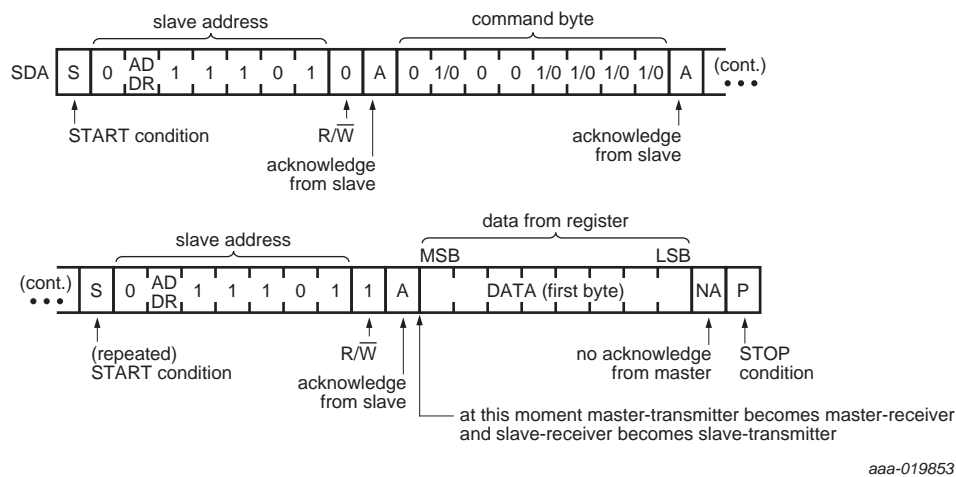 slave address command byte
SDA S 0 AD DR 1 1 1 0 1 0 A 0 1/0 0 0 1/0 1/0 1/0 1/0 A (cont.) • • •
START condition R/W̅ acknowledge from slave acknowledge from slave
slave address data from register
MSB LSB
(cont.) • • • S 0 AD DR 1 1 1 0 1 1 A DATA (first byte) NA P
(repeated) START condition R/W̅ acknowledge from slave no acknowledge from master STOP condition
at this moment master-transmitter becomes master-receiver
and slave-receiver becomes slave-transmitter
aaa-019853